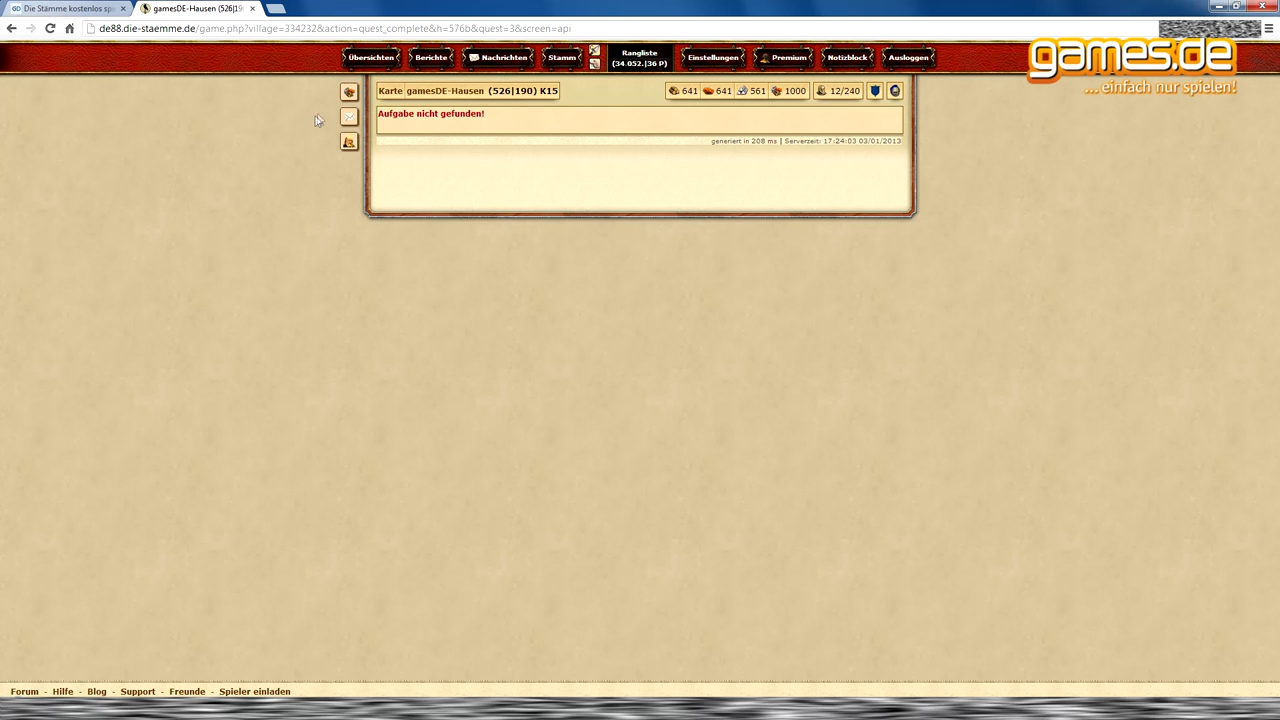 Die Stämme kostenlos spi
gamesDE-Hausen (526|19
de88.die-staemme.de/game.php?village=334232&action=quest_complete&h=576b&quest=3&screen=api
Übersichten
Berichte
Nachrichten
Stamm
Rangliste
(34.052.|36 P)
Einstellungen
Premium
Notizblock
Ausloggen
games.de
... einfach nur spielen!
Karte gamesDE-Hausen (526|190) K15
641 641 561 1000 12/240
Aufgabe nicht gefunden!
generiert in 208 ms | Serverzeit: 17:24:03 03/01/2013
Forum - Hilfe - Blog - Support - Freunde - Spieler einladen